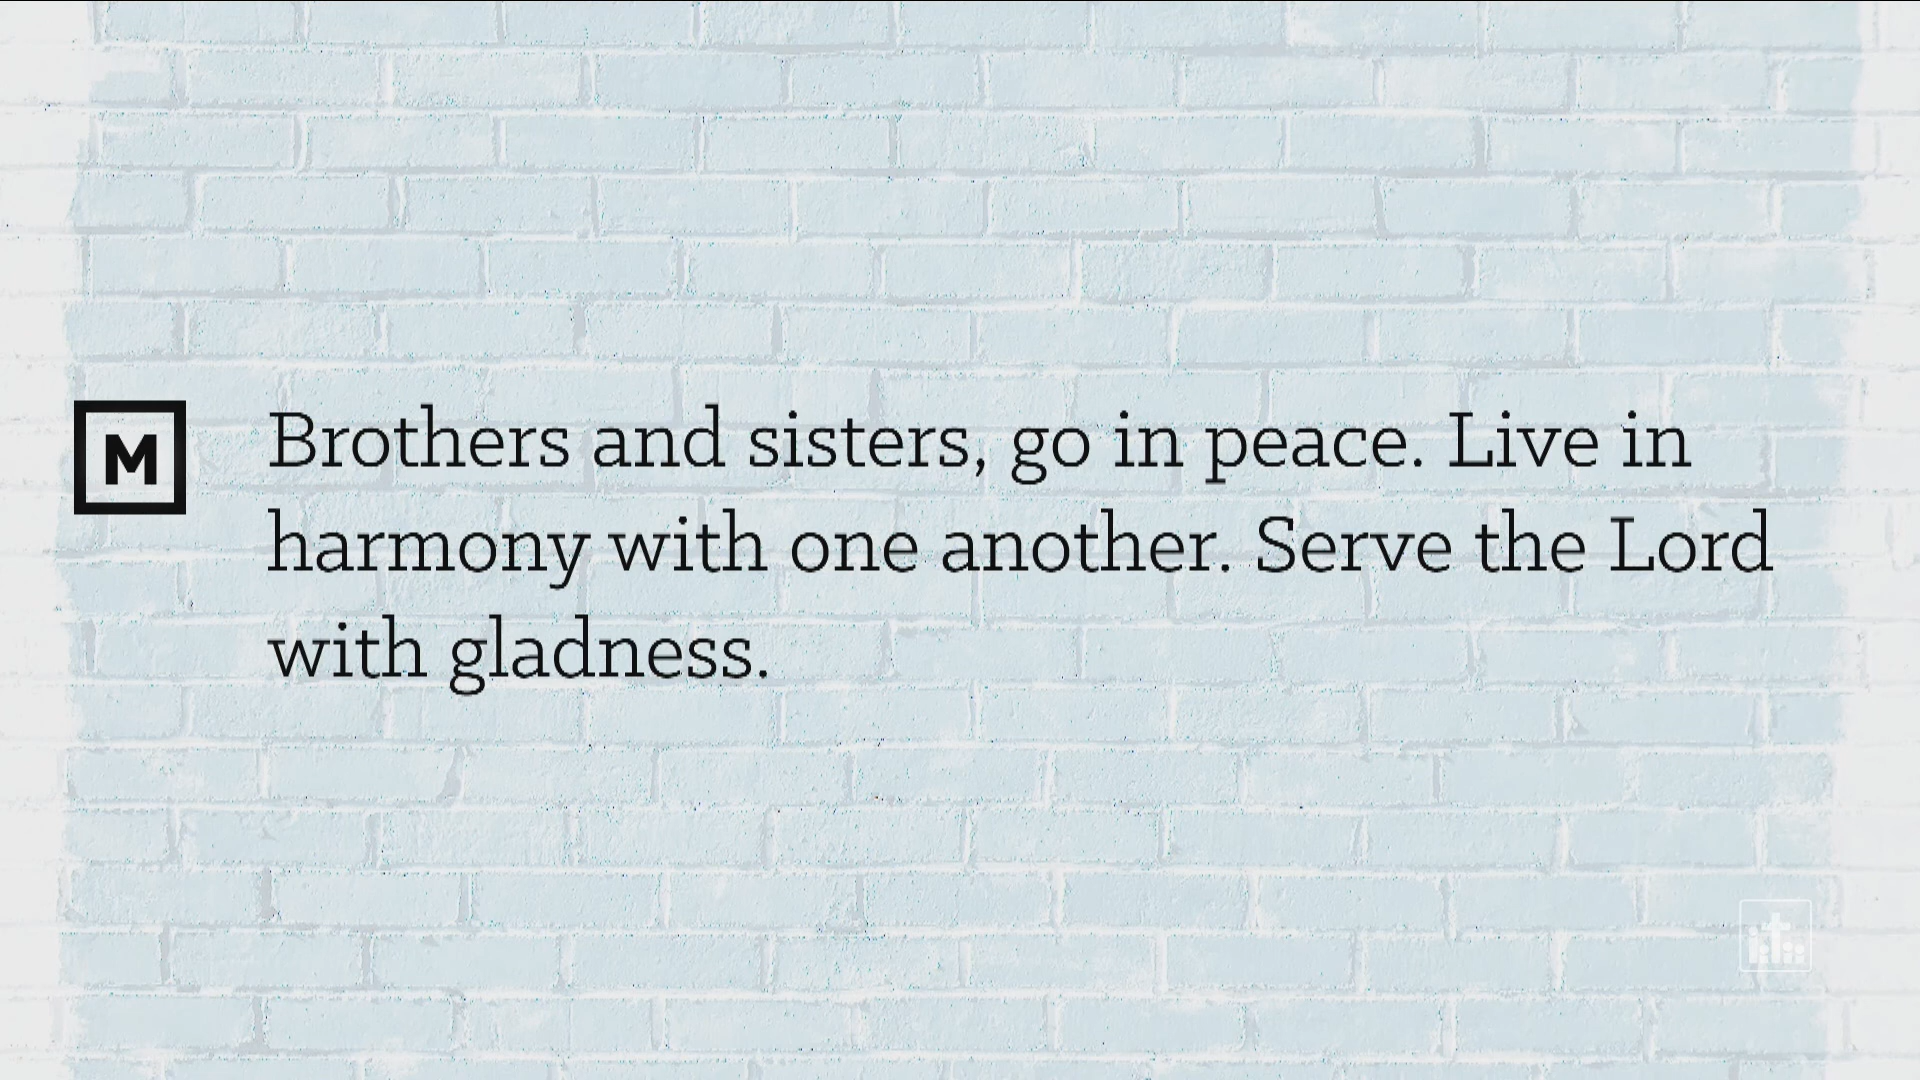 M Brothers and sisters, go in peace. Live in
harmony with one another. Serve the Lord
with gladness.